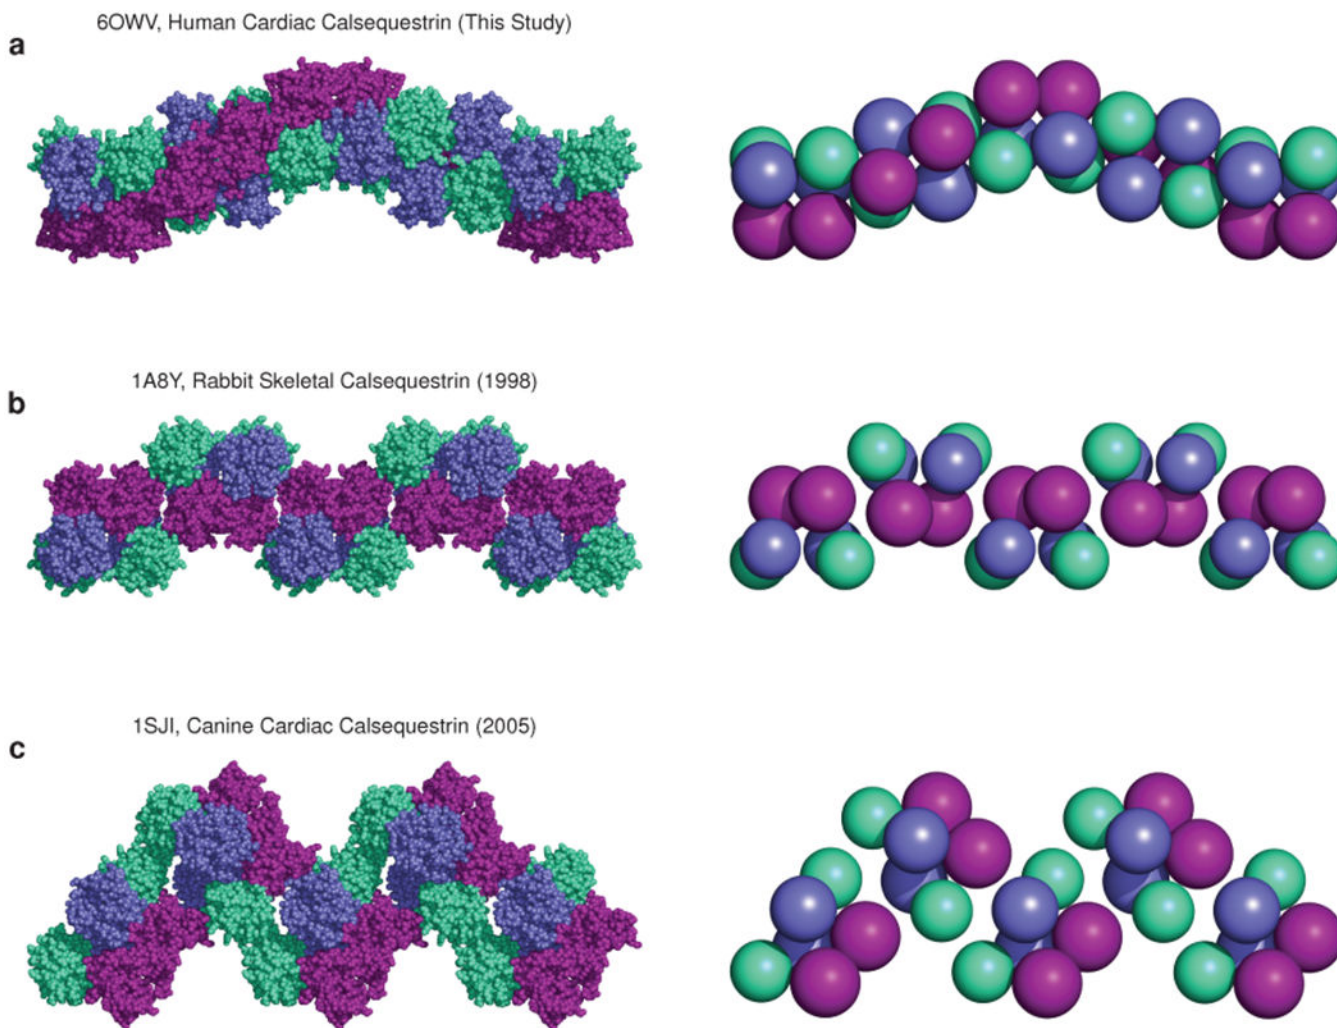 6OWV, Human Cardiac Calsequestrin (This Study)
a
1A8Y, Rabbit Skeletal Calsequestrin (1998)
b
1SJI, Canine Cardiac Calsequestrin (2005)
c